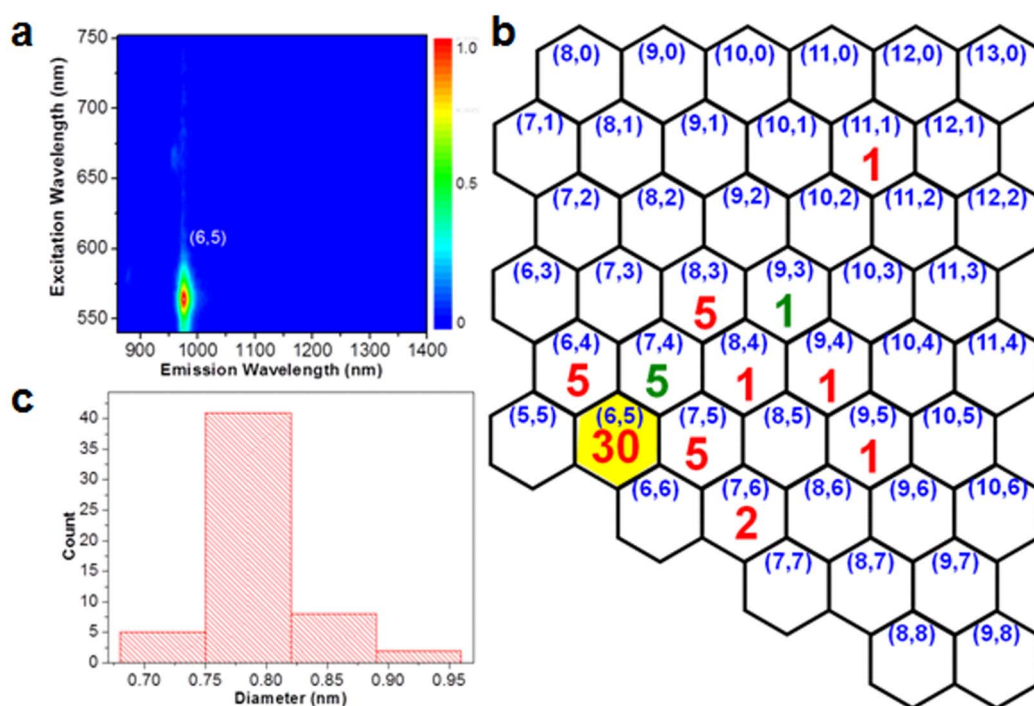 a
750
700
650
600
550
Excitation Wavelength (nm)
(6,5)
900 1000 1100 1200 1300 1400
Emission Wavelength (nm)
1.0
0.5
0
b
(8,0) (9,0) (10,0) (11,0) (12,0) (13,0)
(7,1) (8,1) (9,1) (10,1) (11,1) (12,1)
1
(7,2) (8,2) (9,2) (10,2) (11,2) (12,2)
(6,3) (7,3) (8,3) (9,3) (10,3) (11,3)
5 1
(6,4) (7,4) (8,4) (9,4) (10,4) (11,4)
5 5 1 1
(5,5) (6,5) (7,5) (8,5) (9,5) (10,5)
30 5 1
(6,6) (7,6) (8,6) (9,6) (10,6)
2
(7,7) (8,7) (9,7)
(8,8) (9,8)
c
40
35
30
25
20
15
10
5
0
Count
0.70 0.75 0.80 0.85 0.90 0.95
Diameter (nm)